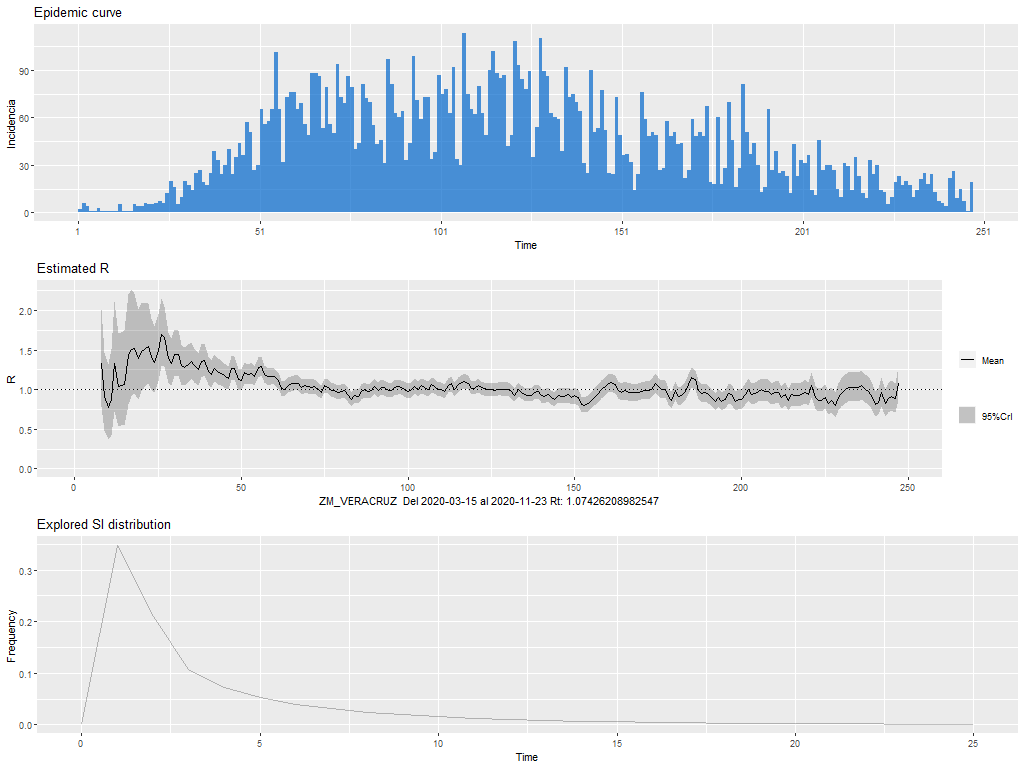 Epidemic curve
Incidencia
90
60
30
0
1
51
101
151
201
251
Time
Estimated R
R
2.0
1.5
1.0
0.5
0.0
0
50
100
150
200
250
ZM_VERACRUZ Del 2020-03-15 al 2020-11-23 Rt: 1.07426208982547
Mean
95%CrI
Explored SI distribution
Frequency
0.3
0.2
0.1
0.0
0
5
10
15
20
25
Time